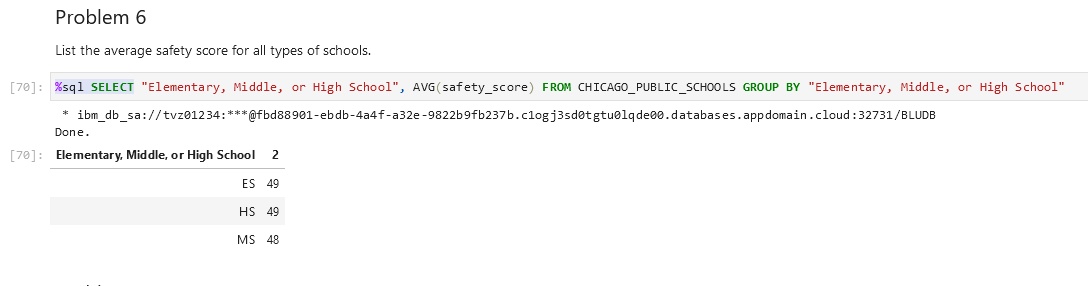 Problem 6
List the average safety score for all types of schools.
[70]: %sql SELECT "Elementary, Middle, or High School", AVG(safety_score) FROM CHICAGO_PUBLIC_SCHOOLS GROUP BY "Elementary, Middle, or High School"
* ibm_db_sa://tvz01234:***@fbd88901-ebdb-4a4f-a32e-9822b9fb237b.c1ogj3sd0tgtu0lqde00.databases.appdomain.cloud:32731/BLUDB
Done.
[70]: Elementary, Middle, or High School 2
ES 49
HS 49
MS 48